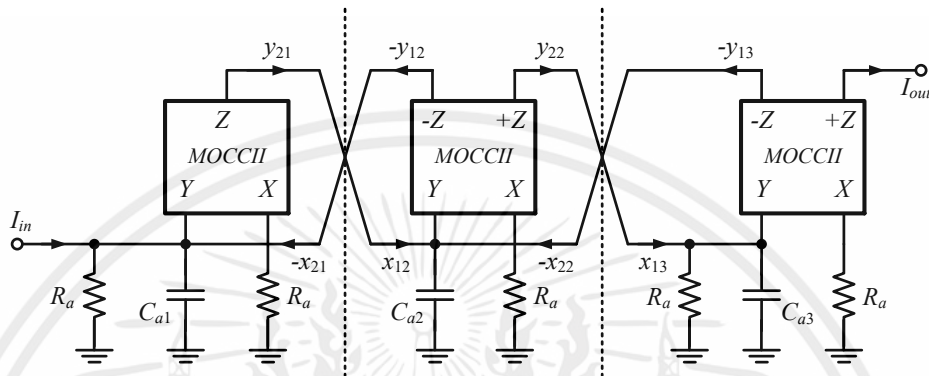 y21 -y12 y22 -y13
Iout
Z -Z +Z -Z +Z
MOCCII MOCCII MOCCII
Y X Y X Y X
Iin
-x21 x12 -x22 x13
Ra Ca1 Ra Ca2 Ra Ra Ca3 Ra